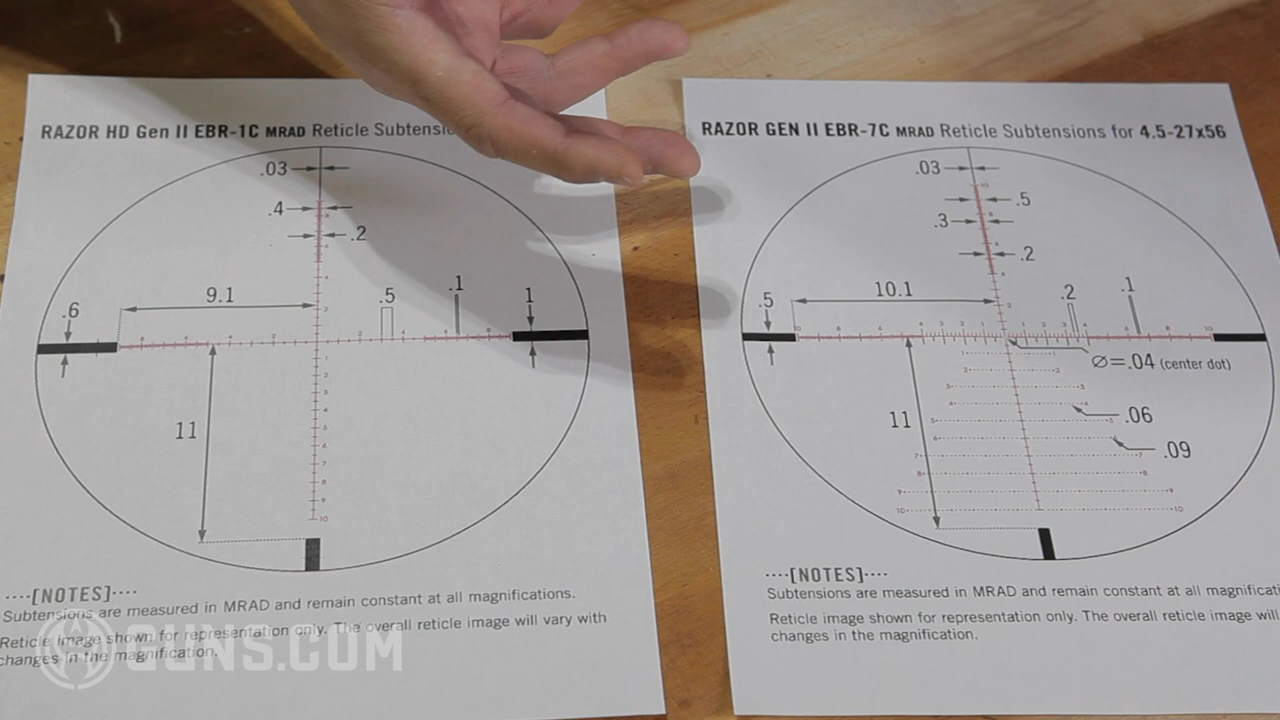 RAZOR HD Gen II EBR-1C MRAD Reticle
.03
.4
.2
9.1
.5
.1
1
.6
11
10
····[NOTES]····
Subtensions are measured in MRAD and remain constant at all magnifications.
Reticle image shown for representation only. The overall reticle image will vary with
changes in the magnification.
RAZOR GEN II EBR-7C MRAD Reticle Subtensions for 4.5-27x56
.03
.5
.3
.2
10.1
.2
.1
.5
Ø=.04 (center dot)
11
.06
.09
····[NOTES]····
Subtensions are measured in MRAD and remain constant at all
Reticle image shown for representation only. The overall reticle image will
changes in the magnification.
GUNS.COM